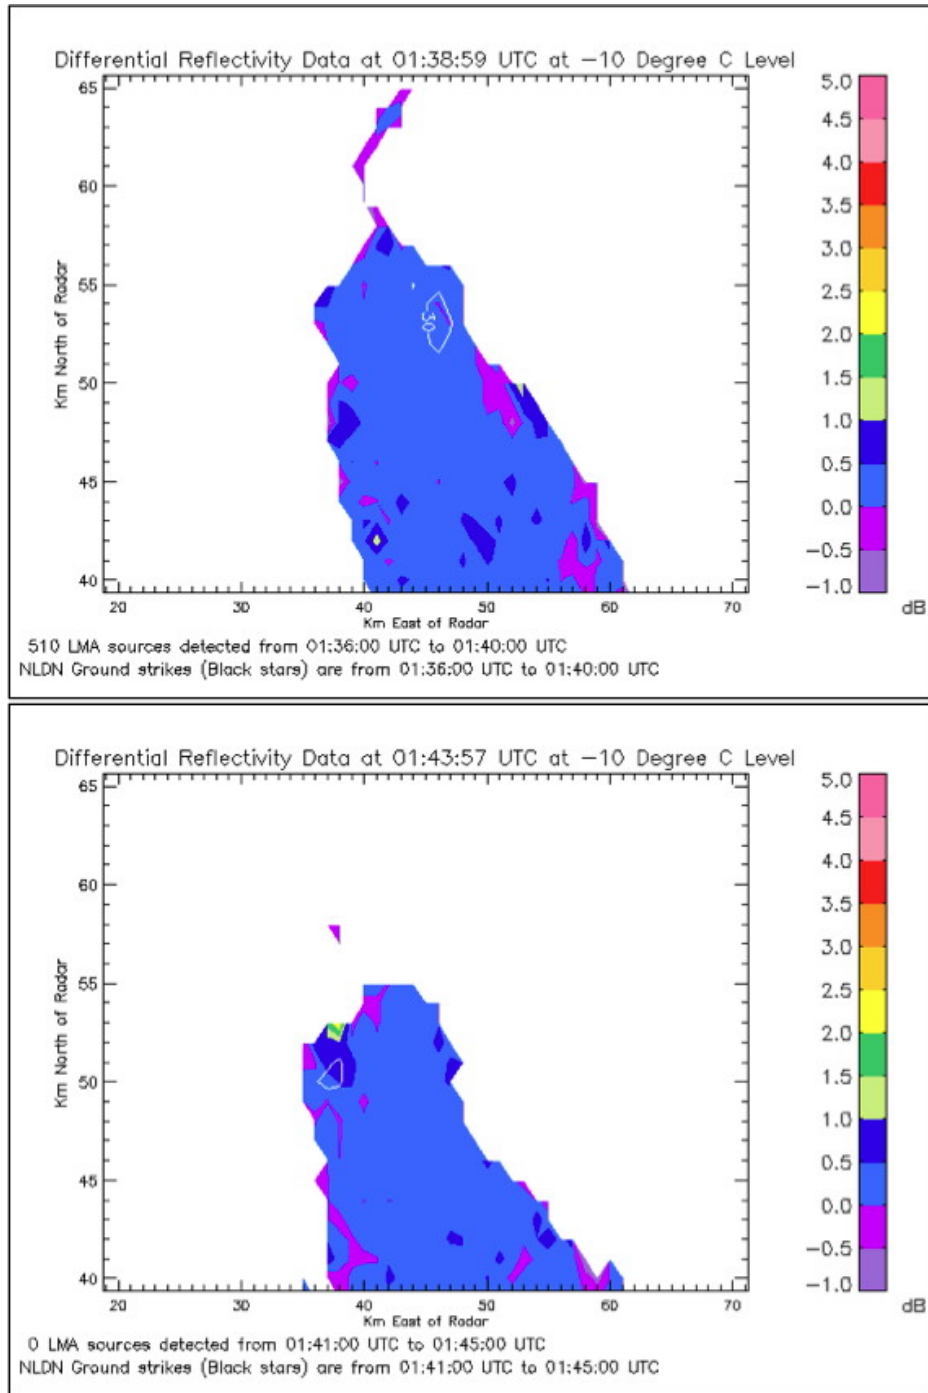 Differential Reflectivity Data at 01:38:59 UTC at −10 Degree C Level
65
60
55
50
45
40
Km North of Radar
30
20 30 40 50 60 70
Km East of Radar
5.0
4.5
4.0
3.5
3.0
2.5
2.0
1.5
1.0
0.5
0.0
−0.5
−1.0
dB
510 LMA sources detected from 01:36:00 UTC to 01:40:00 UTC
NLDN Ground strikes (Black stars) are from 01:36:00 UTC to 01:40:00 UTC
Differential Reflectivity Data at 01:43:57 UTC at −10 Degree C Level
65
60
55
50
45
40
Km North of Radar
20 30 40 50 60 70
Km East of Radar
5.0
4.5
4.0
3.5
3.0
2.5
2.0
1.5
1.0
0.5
0.0
−0.5
−1.0
dB
0 LMA sources detected from 01:41:00 UTC to 01:45:00 UTC
NLDN Ground strikes (Black stars) are from 01:41:00 UTC to 01:45:00 UTC